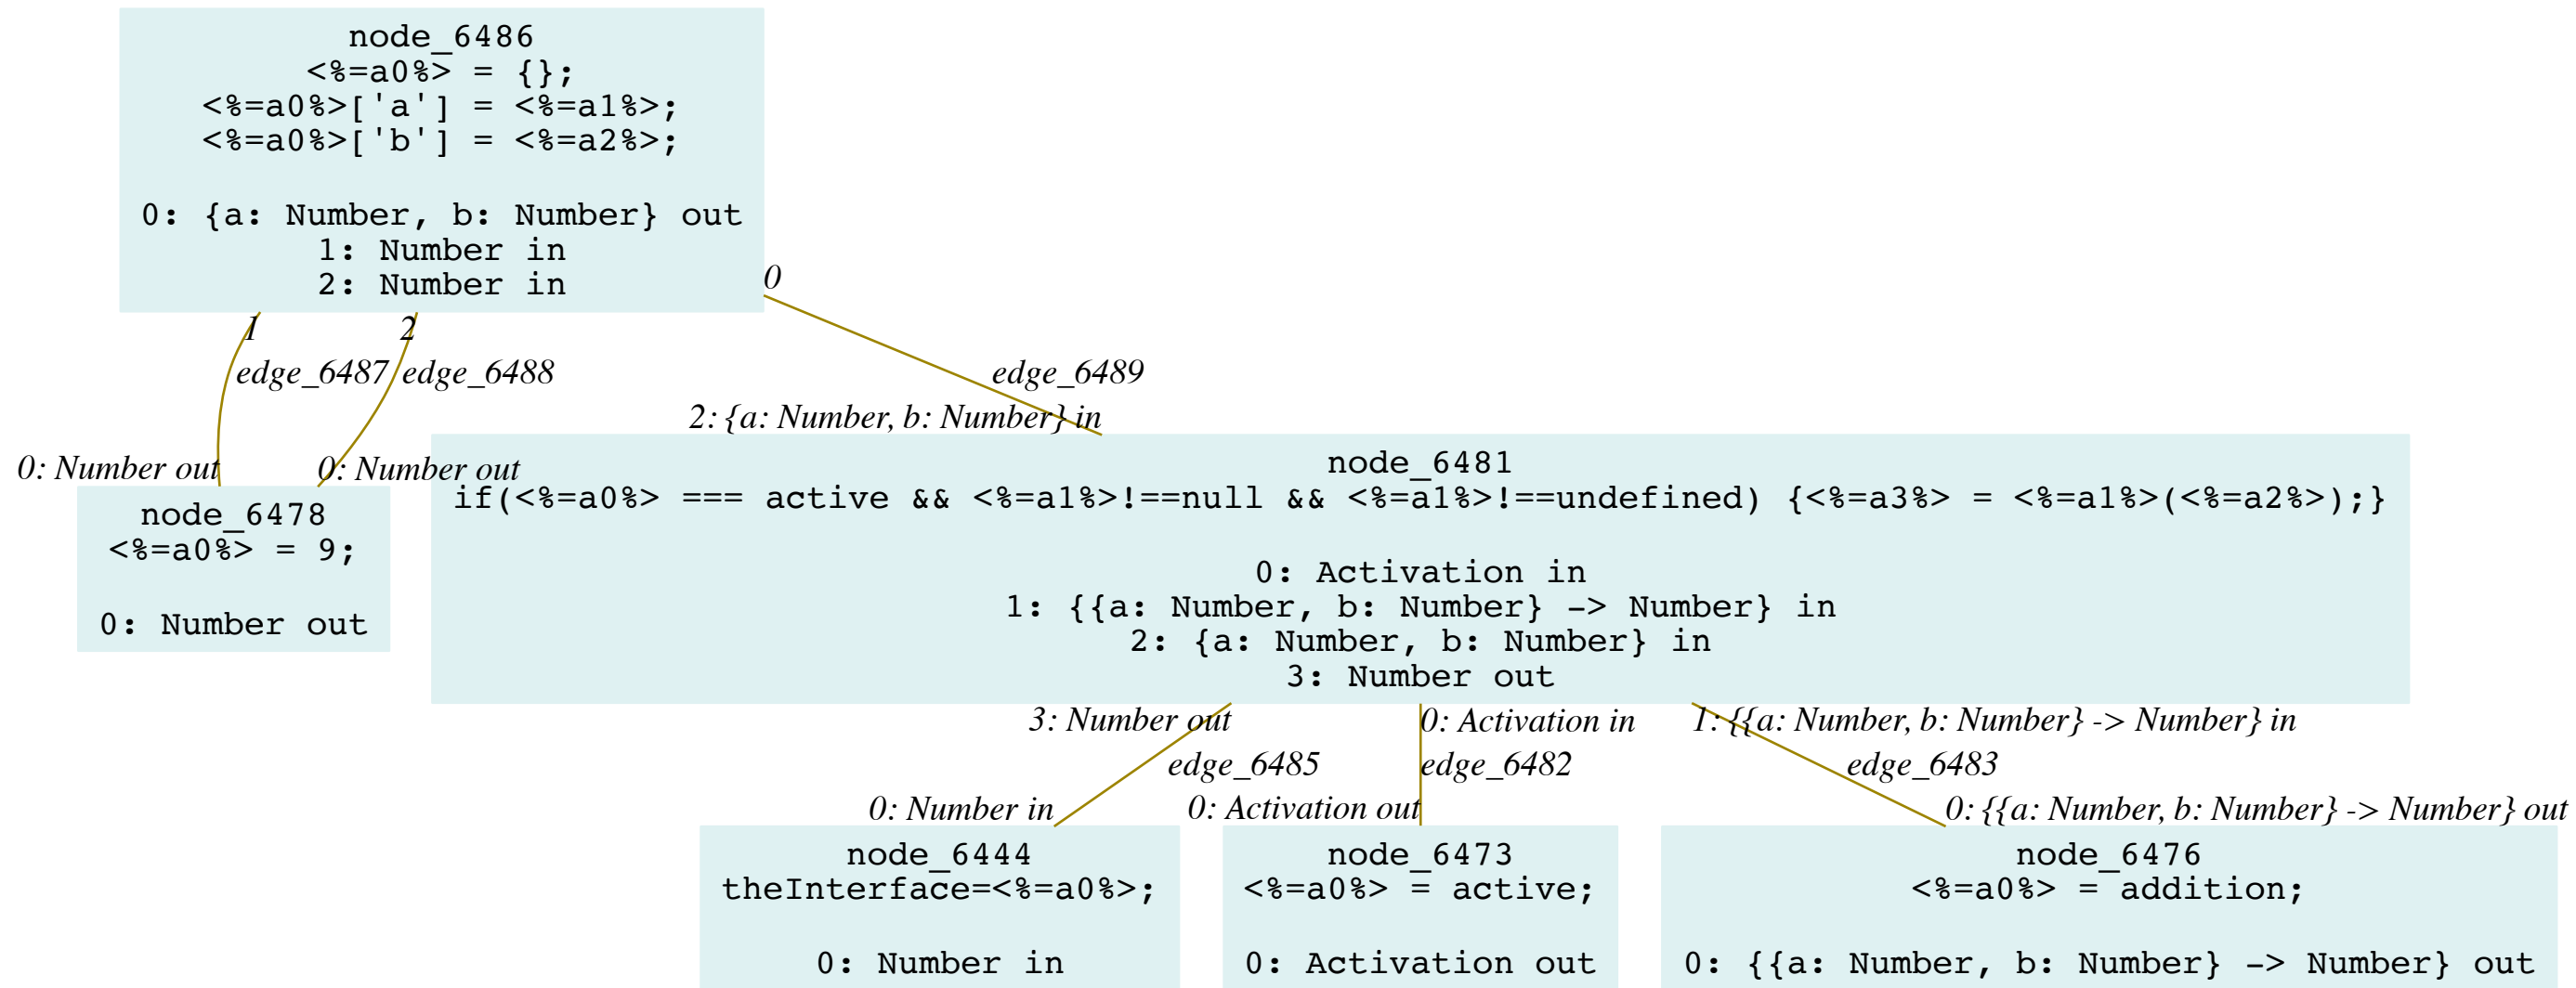 node_6486
<%=a0%> = {};
<%=a0%>['a'] = <%=a1%>;
<%=a0%>['b'] = <%=a2%>;
0: {a: Number, b: Number} out
1: Number in
2: Number in
0
1
2
edge_6487
edge_6488
edge_6489
2: {a: Number, b: Number} in
0: Number out
0: Number out
node_6478
<%=a0%> = 9;
0: Number out
node_6481
if(<%=a0%> === active && <%=a1%>!==null && <%=a1%>!==undefined) {<%=a3%> = <%=a1%>(<%=a2%>);}
0: Activation in
1: {{a: Number, b: Number} -> Number} in
2: {a: Number, b: Number} in
3: Number out
3: Number out
0: Activation in
1: {{a: Number, b: Number} -> Number} in
edge_6485
edge_6482
edge_6483
0: Number in
0: Activation out
0: {{a: Number, b: Number} -> Number} out
node_6444
theInterface=<%=a0%>;
0: Number in
node_6473
<%=a0%> = active;
0: Activation out
node_6476
<%=a0%> = addition;
0: {{a: Number, b: Number} -> Number} out